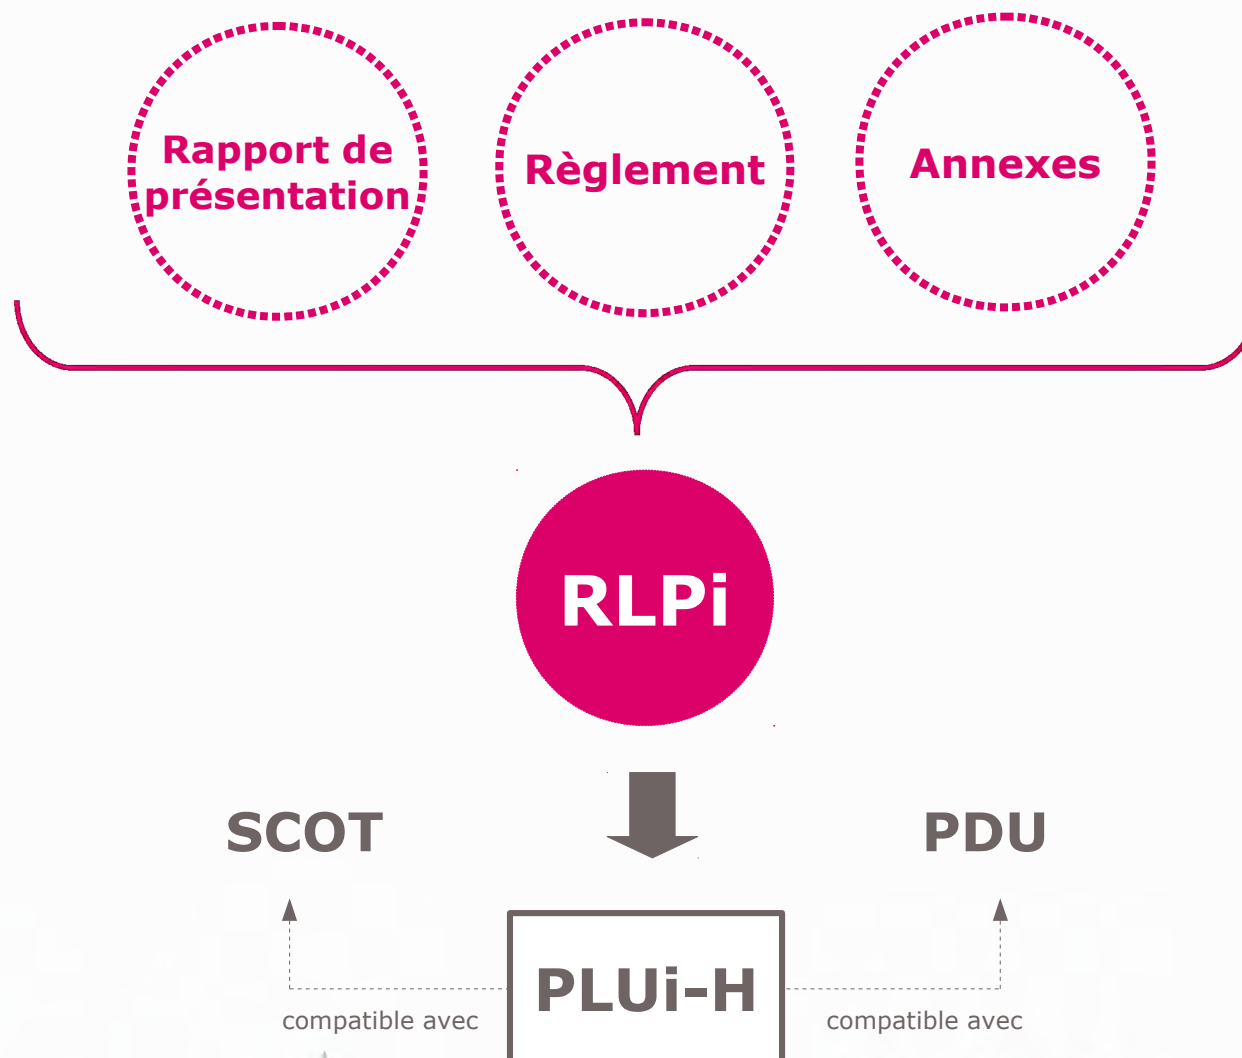 Rapport de
présentation
Règlement
Annexes
RLPi
SCOT
PDU
PLUi-H
compatible avec
compatible avec